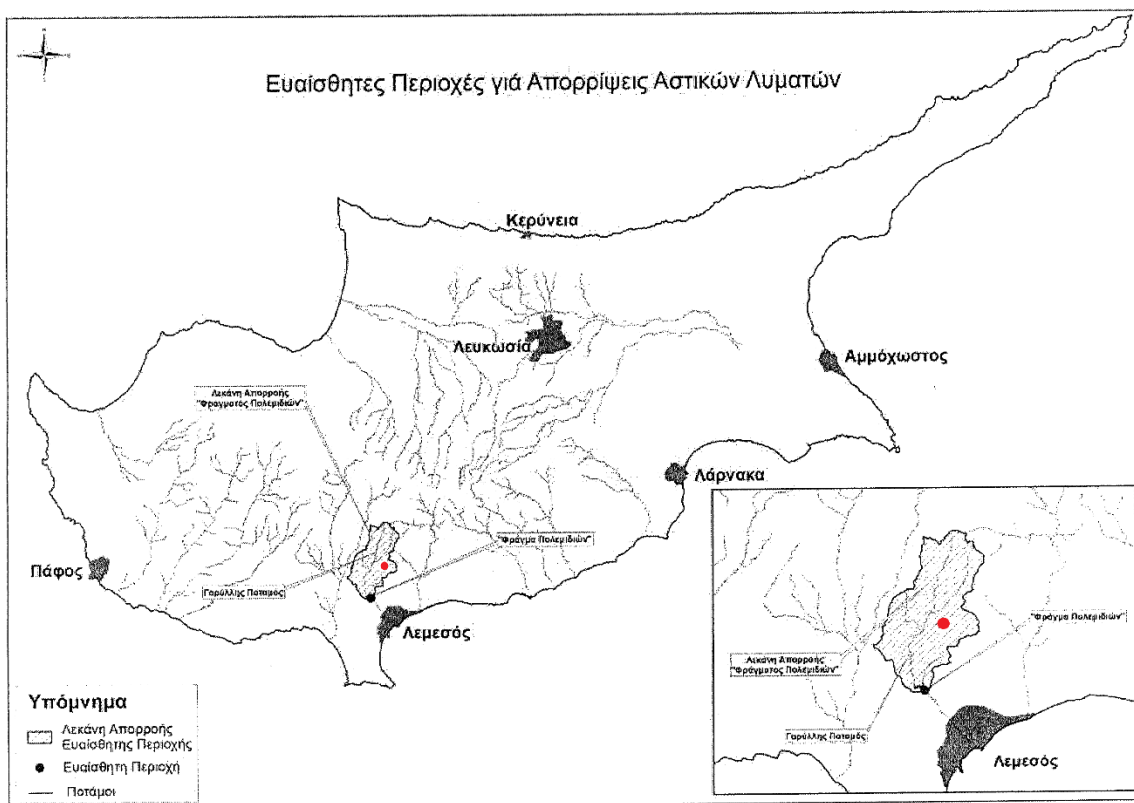 Ευαίσθητες Περιοχές γιά Απορρίψεις Αστικών Λυματών
Κερύνεια
Λευκωσία
Αμμόχωστος
Λεκάνη Απορροής
"Φράγματος Πολεμιδιών"
Λάρνακα
"Φράγμα Πολεμιδιών"
Πάφος
Γαρύλλης Ποταμός
Λεμεσός
Υπόμνημα
Λεκάνη Απορροής
Ευαίσθητης Περιοχής
Ευαίσθητη Περιοχή
Ποτάμοι
"Φράγμα Πολεμιδιών"
Λεκάνη Απορροής
"Φράγματος Πολεμιδιών"
Γαρύλλης Ποταμός
Λεμεσός